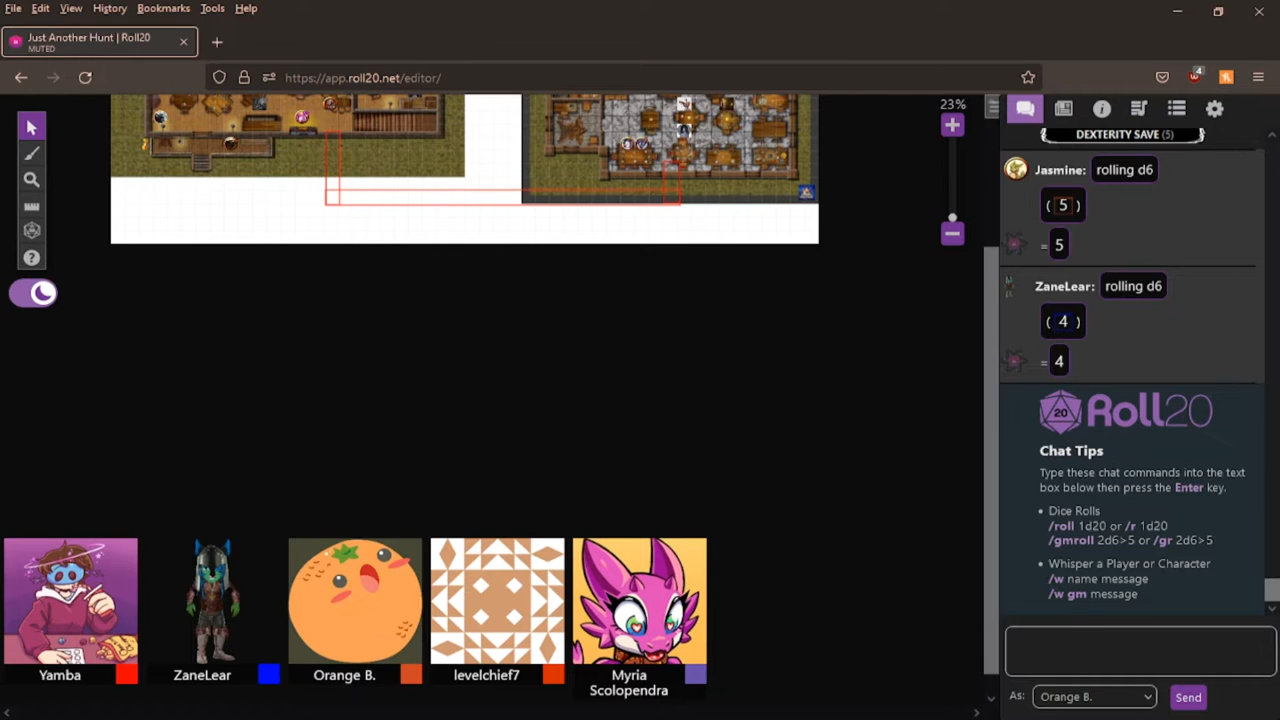 File Edit View History Bookmarks Tools Help
Just Another Hunt | Roll20
MUTED
https://app.roll20.net/editor/
4
23%
DEXTERITY SAVE (5)
Jasmine: rolling d6
( 5 )
= 5
ZaneLear: rolling d6
( 4 )
= 4
20 Roll20
Chat Tips
Type these chat commands into the text
box below then press the Enter key.
• Dice Rolls
/roll 1d20 or /r 1d20
/gmroll 2d6>5 or /gr 2d6>5
• Whisper a Player or Character
/w name message
/w gm message
Yamba
ZaneLear
Orange B.
levelchief7
Myria
Scolopendra
As: Orange B. Send